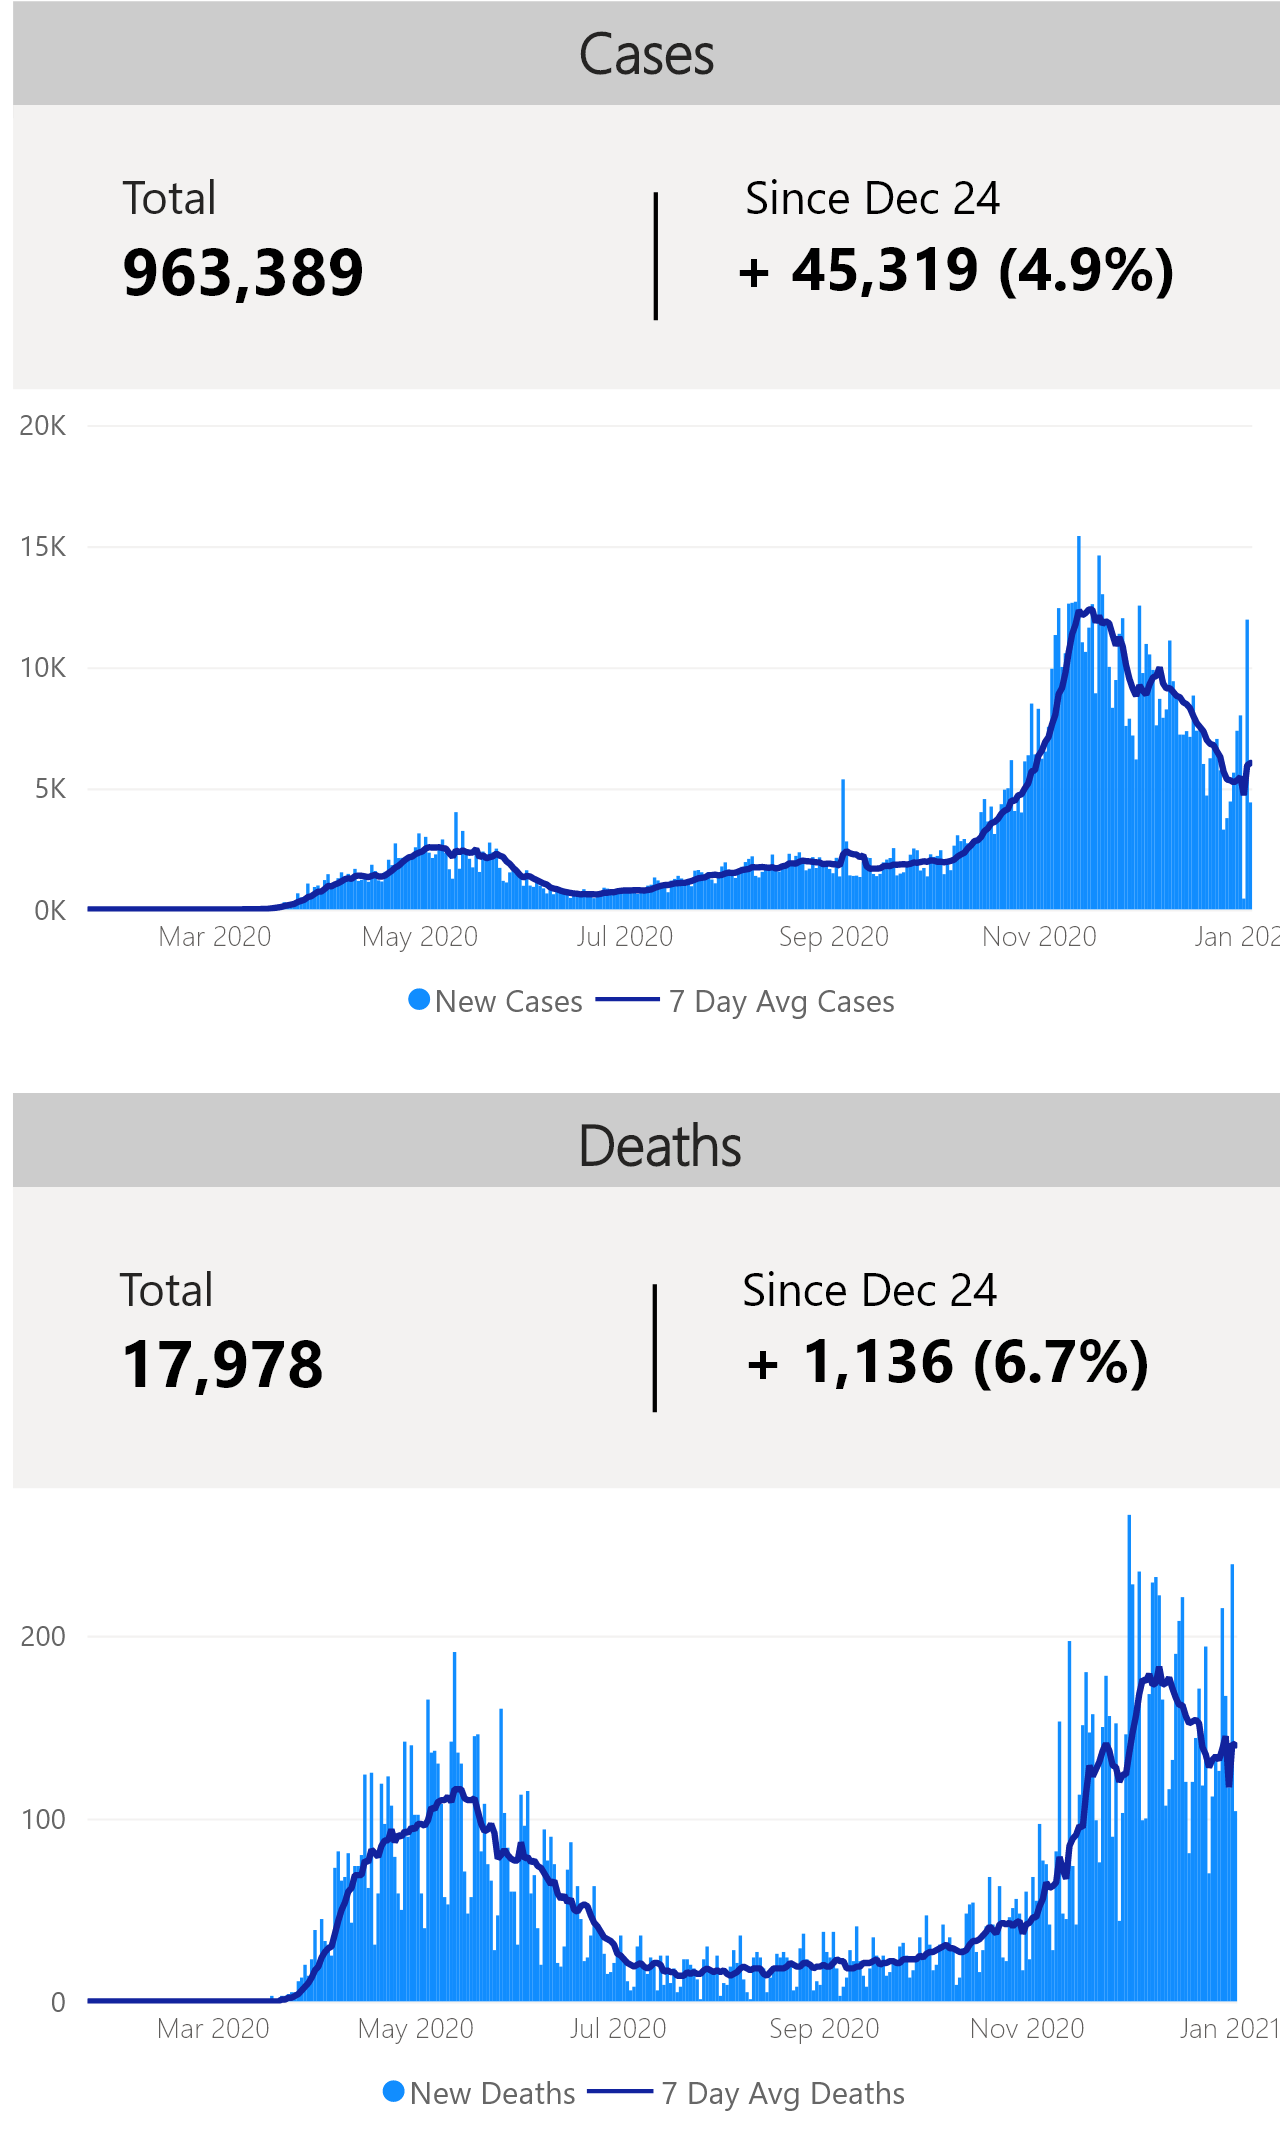 Cases
Total
Since Dec 24
963,389
+ 45,319 (4.9%)
20K
15K
10K
5K
0K
Mar 2020 May 2020 Jul 2020 Sep 2020 Nov 2020 Jan 202
New Cases 7 Day Avg Cases
Deaths
Total
Since Dec 24
17,978
+ 1,136 (6.7%)
200
100
0
Mar 2020 May 2020 Jul 2020 Sep 2020 Nov 2020 Jan 2021
New Deaths 7 Day Avg Deaths